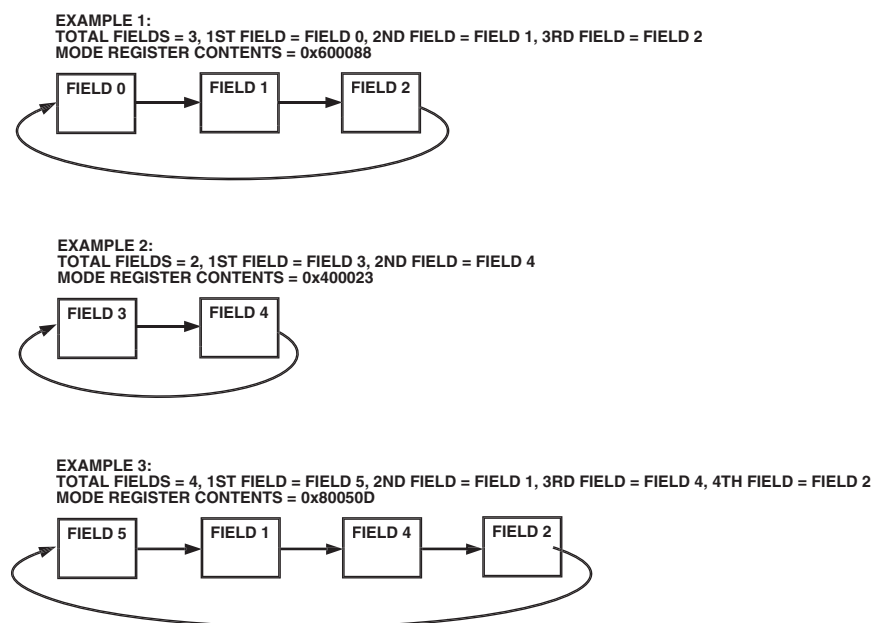 EXAMPLE 1:
TOTAL FIELDS = 3, 1ST FIELD = FIELD 0, 2ND FIELD = FIELD 1, 3RD FIELD = FIELD 2
MODE REGISTER CONTENTS = 0x600088
FIELD 0
FIELD 1
FIELD 2
EXAMPLE 2:
TOTAL FIELDS = 2, 1ST FIELD = FIELD 3, 2ND FIELD = FIELD 4
MODE REGISTER CONTENTS = 0x400023
FIELD 3
FIELD 4
EXAMPLE 3:
TOTAL FIELDS = 4, 1ST FIELD = FIELD 5, 2ND FIELD = FIELD 1, 3RD FIELD = FIELD 4, 4TH FIELD = FIELD 2
MODE REGISTER CONTENTS = 0x80050D
FIELD 5
FIELD 1
FIELD 4
FIELD 2